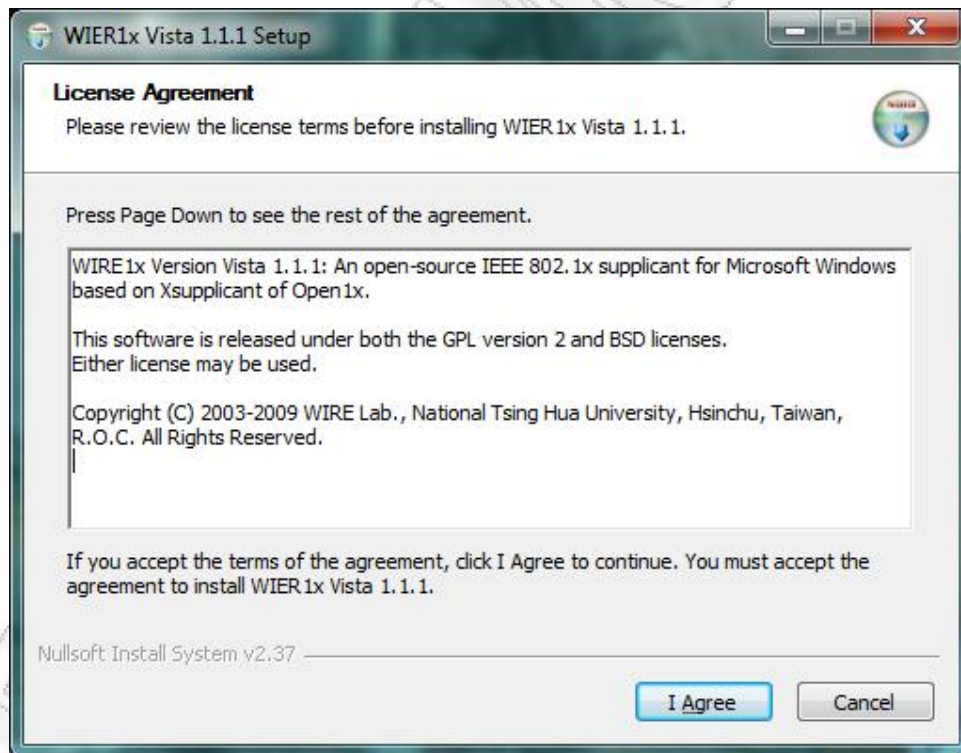 WIER1x Vista 1.1.1 Setup
License Agreement
Please review the license terms before installing WIER1x Vista 1.1.1.
Press Page Down to see the rest of the agreement.
WIRE1x Version Vista 1.1.1: An open-source IEEE 802.1x supplicant for Microsoft Windows
based on Xsupplicant of Open1x.
This software is released under both the GPL version 2 and BSD licenses.
Either license may be used.
Copyright (C) 2003-2009 WIRE Lab., National Tsing Hua University, Hsinchu, Taiwan,
R.O.C. All Rights Reserved.
If you accept the terms of the agreement, click I Agree to continue. You must accept the
agreement to install WIER1x Vista 1.1.1.
Nullsoft Install System v2.37
I Agree
Cancel